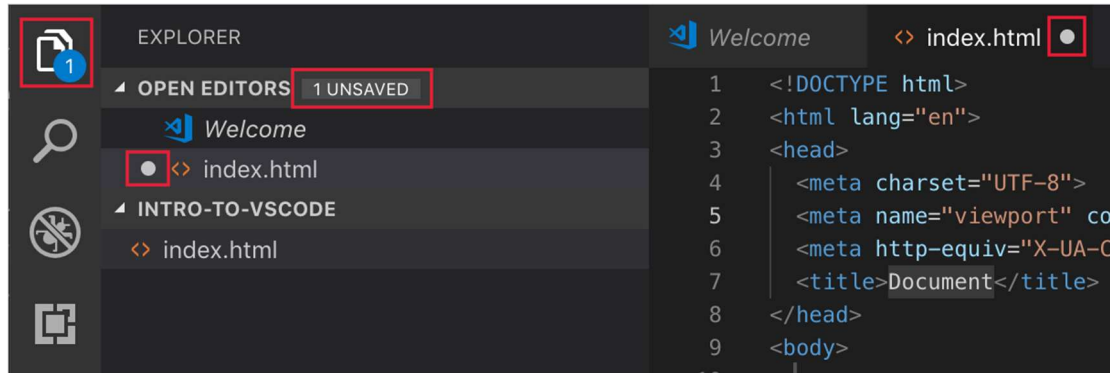 EXPLORER
1
OPEN EDITORS 1 UNSAVED
Welcome
index.html
INTRO-TO-VSCODE
index.html
Welcome
<> index.html
1 <!DOCTYPE html>
2 <html lang="en">
3 <head>
4 <meta charset="UTF-8">
5 <meta name="viewport" co
6 <meta http-equiv="X-UA-C
7 <title>Document</title>
8 </head>
9 <body>